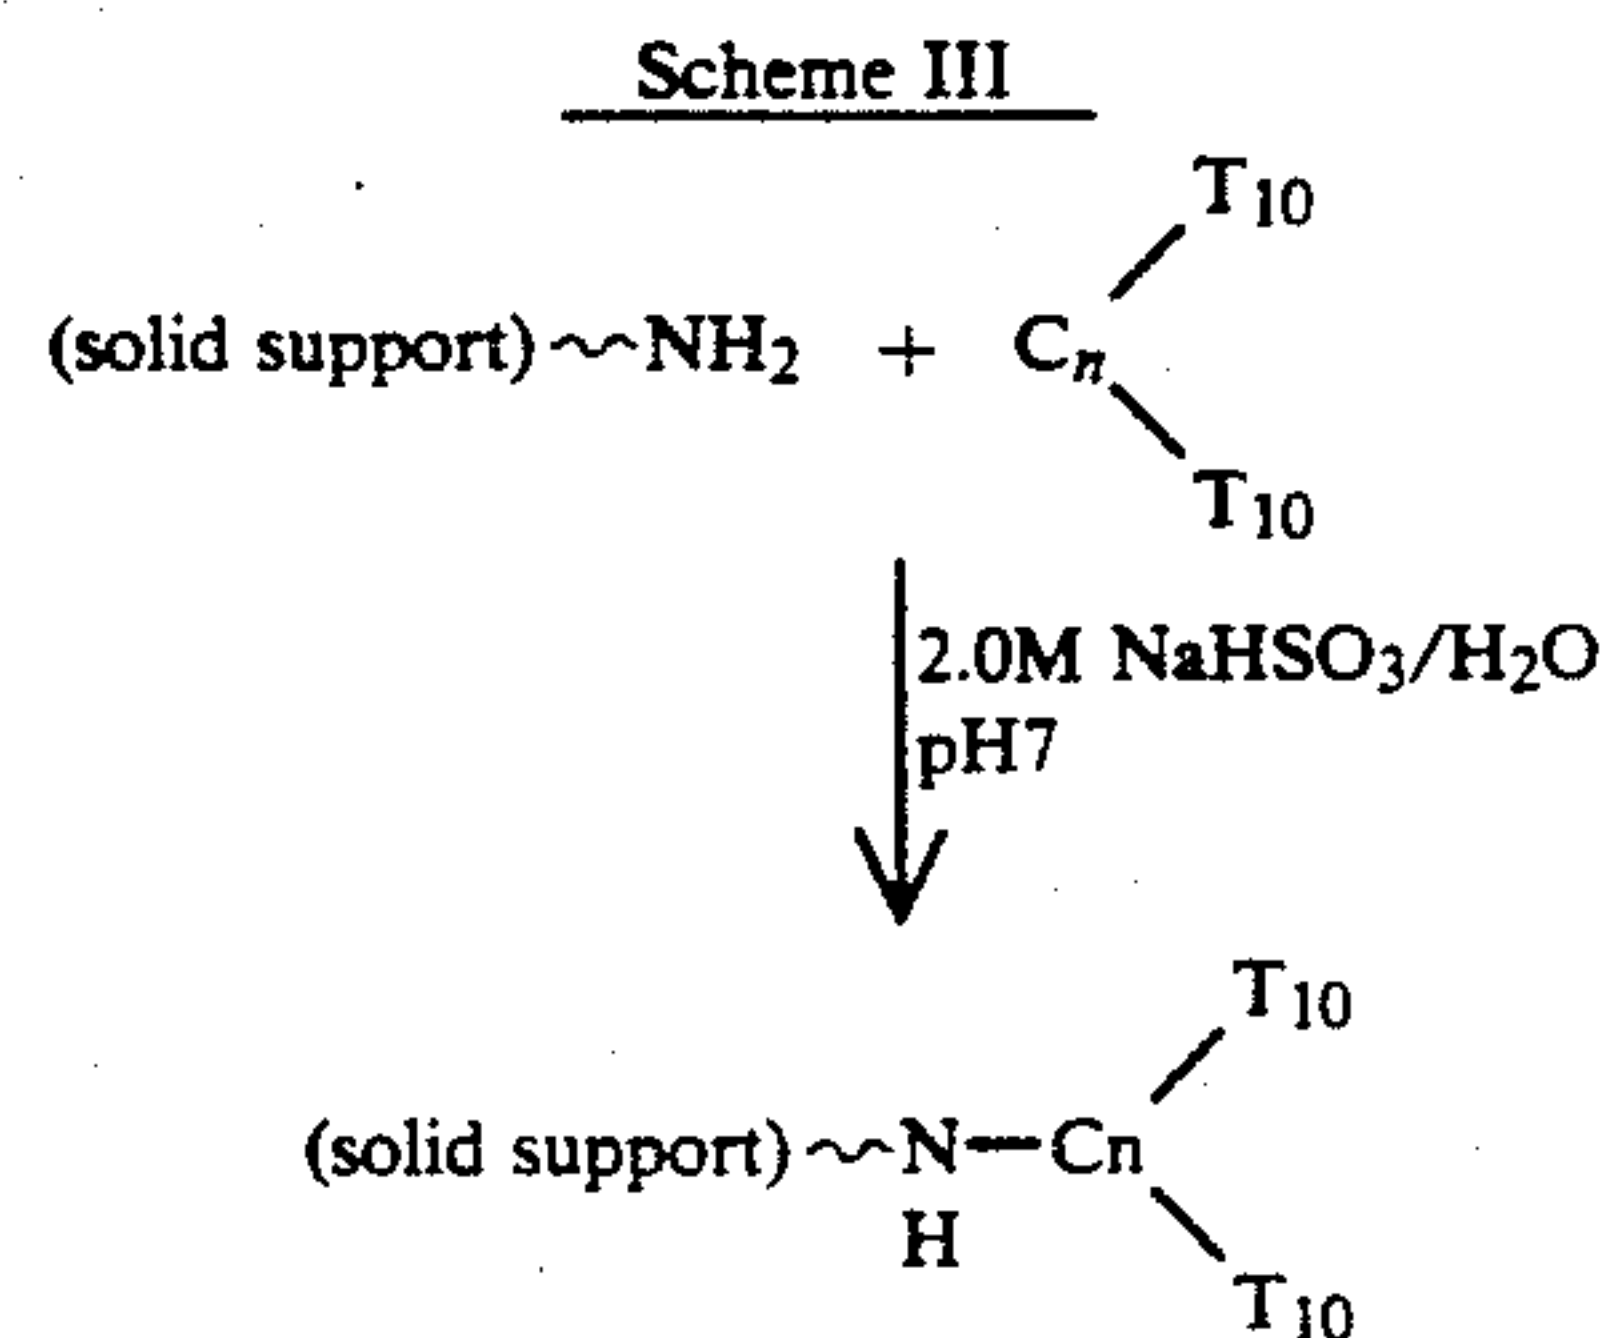 Scheme III
T10
(solid support)~~NH2 + Cn
T10
2.0M NaHSO3/H2O
pH7
T10
(solid support)~~N—Cn
H
T10